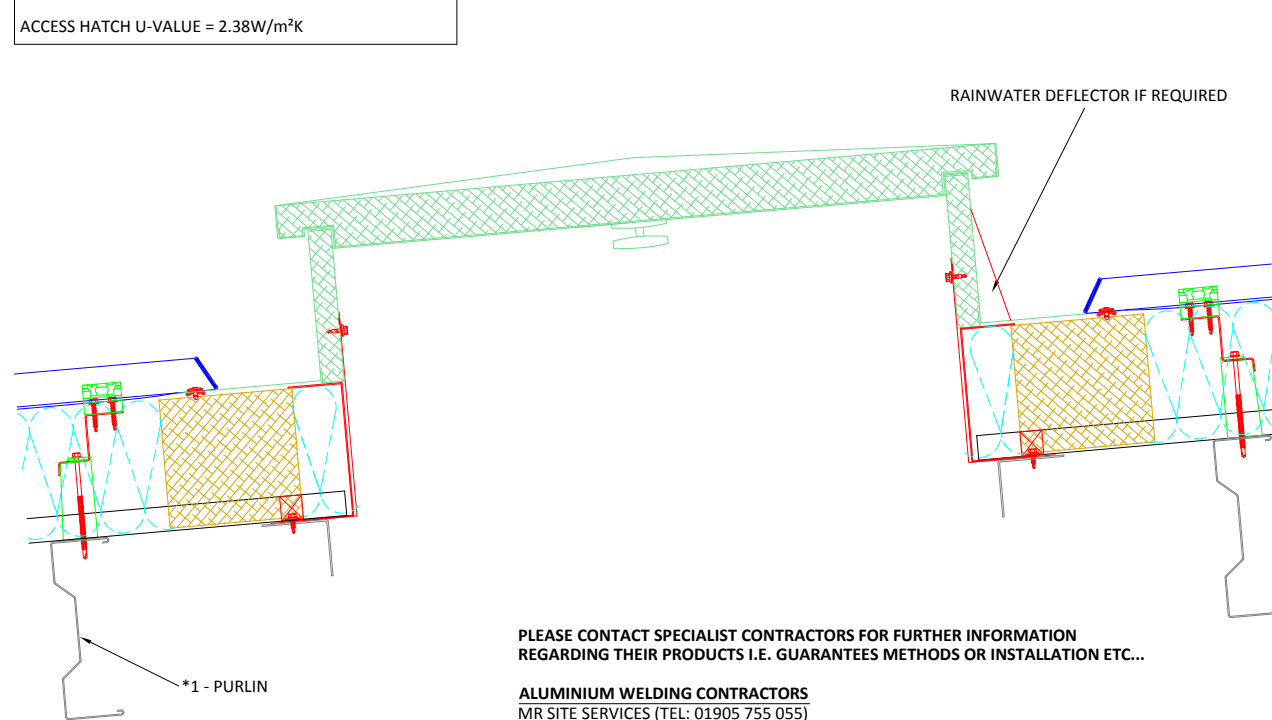 ACCESS HATCH U-VALUE = 2.38W/m²K
RAINWATER DEFLECTOR IF REQUIRED
*1 - PURLIN
PLEASE CONTACT SPECIALIST CONTRACTORS FOR FURTHER INFORMATION
REGARDING THEIR PRODUCTS I.E. GUARANTEES METHODS OR INSTALLATION ETC...
ALUMINIUM WELDING CONTRACTORS
MR SITE SERVICES (TEL: 01905 755 055)